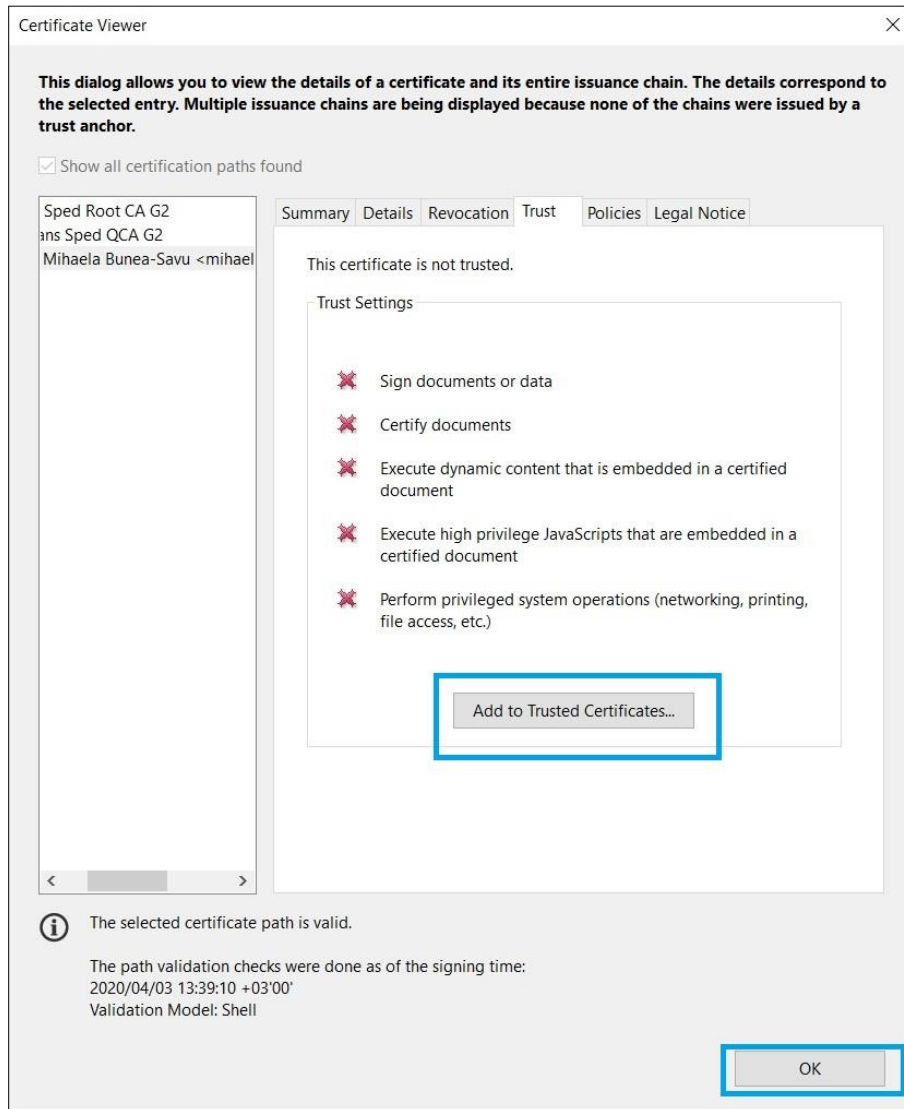 Certificate Viewer
This dialog allows you to view the details of a certificate and its entire issuance chain. The details correspond to
the selected entry. Multiple issuance chains are being displayed because none of the chains were issued by a
trust anchor.
Show all certification paths found
Sped Root CA G2
ans Sped QCA G2
Mihaela Bunea-Savu <mihael
Summary Details Revocation Trust Policies Legal Notice
This certificate is not trusted.
Trust Settings
Sign documents or data
Certify documents
Execute dynamic content that is embedded in a certified
document
Execute high privilege JavaScripts that are embedded in a
certified document
Perform privileged system operations (networking, printing,
file access, etc.)
Add to Trusted Certificates...
The selected certificate path is valid.
The path validation checks were done as of the signing time:
2020/04/03 13:39:10 +03'00'
Validation Model: Shell
OK